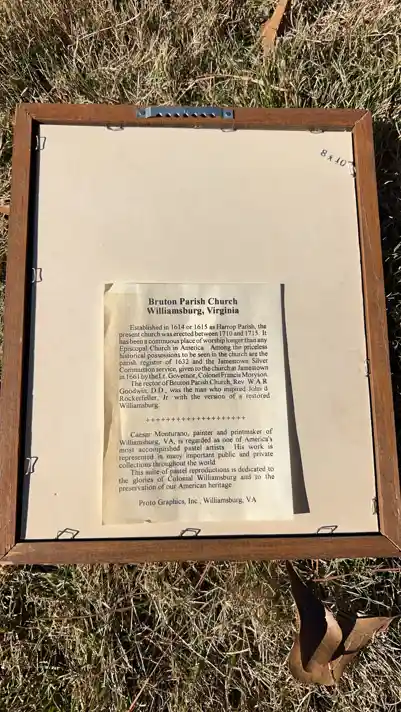 8x10
Bruton Parish Church
Williamsburg, Virginia
Established in 1614 or 1615 as Harrop Parish, the
present church was erected between 1710 and 1715. It
has been a continuous place of worship longer than any
Episcopal Church in America. Among the priceless
historical possessions to be seen in the church are the
parish register of 1632 and the Jamestown Silver
Communion service, given to the church at Jamestown
in 1661 by the Lt. Governor, Colonel Francis Moryson.
The rector of Bruton Parish Church, Rev. W.A.R.
Goodwin, D.D., was the man who inspired John d
Rockerfeller, Jr. with the version of a restored
Williamsburg.
++++++++++++++++++++
Caesar Monturano, painter and printmaker of
Williamsburg, VA, is regarded as one of America's
most accomplished pastel artists. His work is
represented in many important public and private
collections throughout the world.
This suite of pastel reproductions is dedicated to
the glories of Colonial Williamsburg and to the
preservation of our American heritage.
Proto Graphics, Inc., Williamsburg, VA